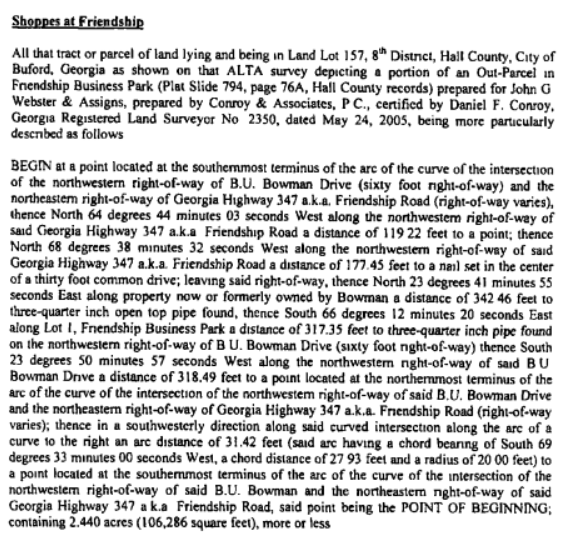 Shoppes at Friendship
All that tract or parcel of land lying and being in Land Lot 157, 8th District, Hall County, City of
Buford, Georgia as shown on that ALTA survey depicting a portion of an Out-Parcel in
Friendship Business Park (Plat Slide 794, page 76A, Hall County records) prepared for John G
Webster & Assigns, prepared by Conroy & Associates, P C., certified by Daniel F. Conroy,
Georgia Registered Land Surveyor No 2350, dated May 24, 2005, being more particularly
described as follows
BEGIN at a point located at the southernmost terminus of the arc of the curve of the intersection
of the northwestern right-of-way of B.U. Bowman Drive (sixty foot right-of-way) and the
northeastern right-of-way of Georgia Highway 347 a.k.a. Friendship Road (right-of-way varies),
thence North 64 degrees 44 minutes 03 seconds West along the northwestern right-of-way of
said Georgia Highway 347 a.k.a Friendship Road a distance of 119 22 feet to a point; thence
North 68 degrees 38 minutes 32 seconds West along the northwestern right-of-way of said
Georgia Highway 347 a.k.a. Friendship Road a distance of 177.45 feet to a nail set in the center
of a thirty foot common drive; leaving said right-of-way, thence North 23 degrees 41 minutes 55
seconds East along property now or formerly owned by Bowman a distance of 342 46 feet to
three-quarter inch open top pipe found, thence South 66 degrees 12 minutes 20 seconds East
along Lot 1, Friendship Business Park a distance of 317.35 feet to three-quarter inch pipe found
on the northwestern right-of-way of B U. Bowman Drive (sixty foot right-of-way) thence South
23 degrees 50 minutes 57 seconds West along the northwestern right-of-way of said B U
Bowman Drive a distance of 318.49 feet to a point located at the northernmost terminus of the
arc of the curve of the intersection of the northwestern right-of-way of said B.U. Bowman Drive
and the northeastern right-of-way of Georgia Highway 347 a.k.a. Friendship Road (right-of-way
varies); thence in a southwesterly direction along said curved intersection along the arc of a
curve to the right an arc distance of 31.42 feet (said arc having a chord bearing of South 69
degrees 33 minutes 00 seconds West, a chord distance of 27 93 feet and a radius of 20 00 feet) to
a point located at the southernmost terminus of the arc of the curve of the intersection of the
northwestern right-of-way of said B.U. Bowman and the northeastern right-of-way of said
Georgia Highway 347 a k.a Friendship Road, said point being the POINT OF BEGINNING;
containing 2.440 acres (106,286 square feet), more or less